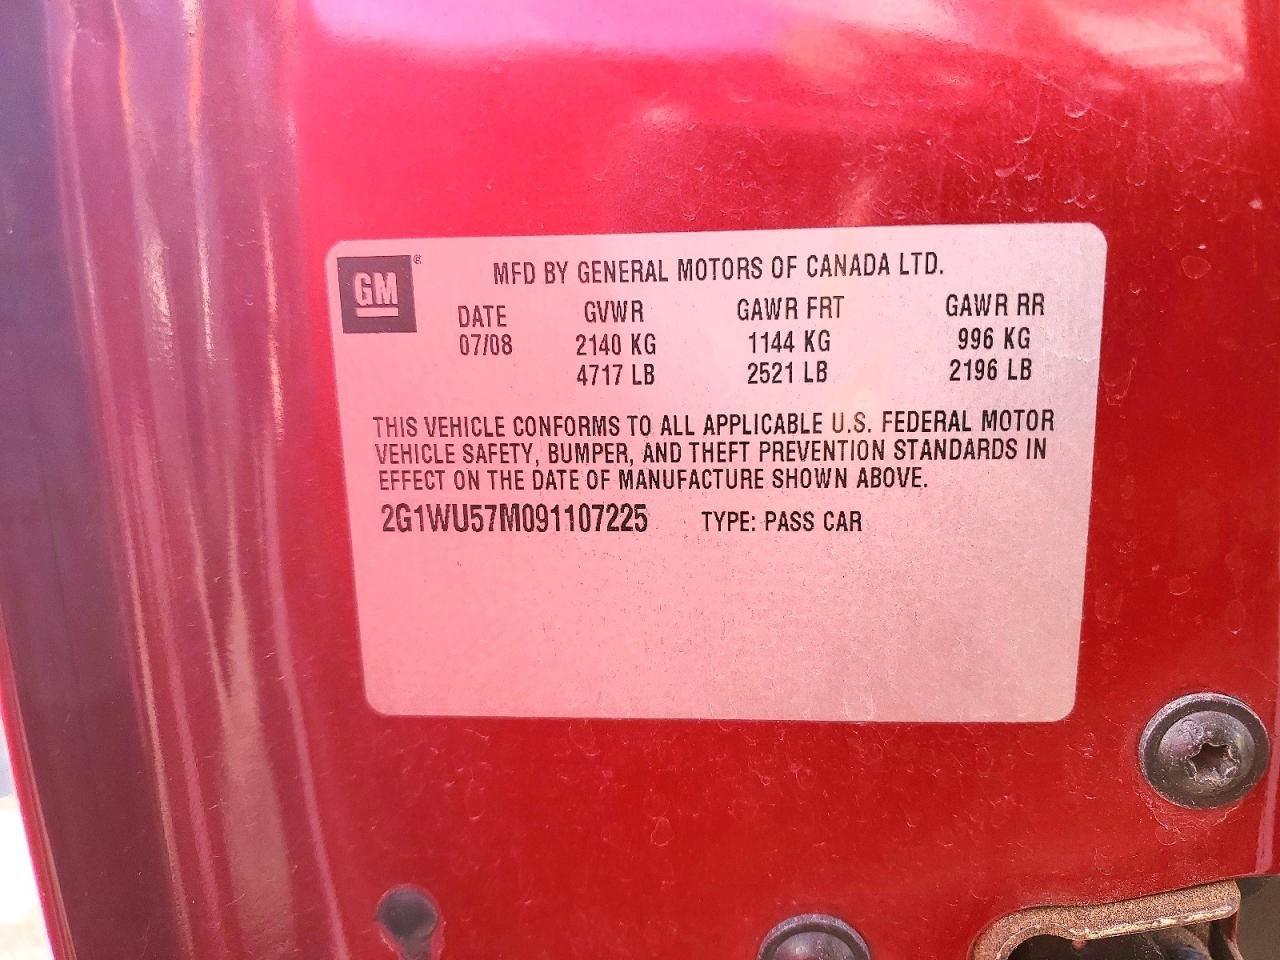 GM®
MFD BY GENERAL MOTORS OF CANADA LTD.
DATE GVWR GAWR FRT GAWR RR
07/08 2140 KG 1144 KG 996 KG
4717 LB 2521 LB 2196 LB
THIS VEHICLE CONFORMS TO ALL APPLICABLE U.S. FEDERAL MOTOR
VEHICLE SAFETY, BUMPER, AND THEFT PREVENTION STANDARDS IN
EFFECT ON THE DATE OF MANUFACTURE SHOWN ABOVE.
2G1WU57M091107225 TYPE: PASS CAR